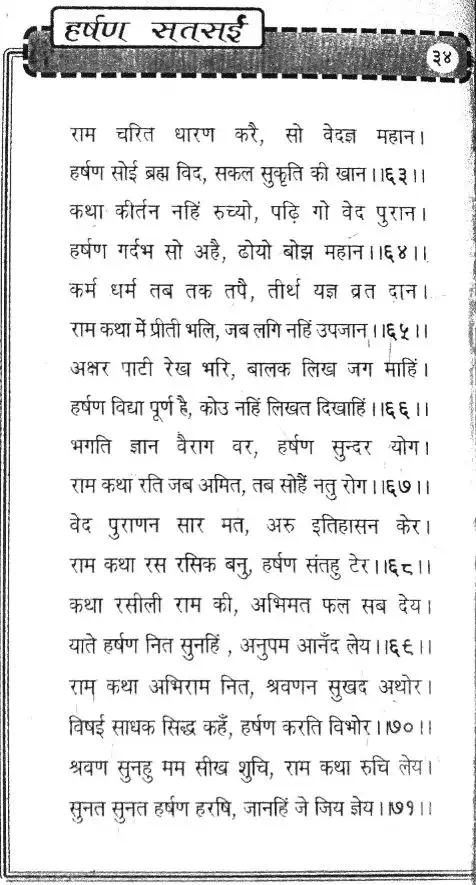 हर्षण सतसई
३४
राम चरित धारण करै, सो वेदज्ञ महान।
हर्षण सोई ब्रह्म विद, सकल सुकृति की खान।।६३।।
कथा कीर्तन नहिं रुच्यो, पढ़ि गो वेद पुरान।
हर्षण गर्दभ सो अहै, ढोयो बोझ महान।।६४।।
कर्म धर्म तब तक तपै, तीर्थ यज्ञ व्रत दान।
राम कथा में प्रीती भलि, जब लगि नहिं उपजान।।६५।।
अक्षर पाटी रेख भरि, बालक लिख जग माहिं।
हर्षण विद्या पूर्ण है, कोउ नहिं लिखत दिखाहिं।।६६।।
भगति ज्ञान वैराग वर, हर्षण सुन्दर योग।
राम कथा रति जब अमित, तब सोहैं नतु रोग।।६७।।
वेद पुराणन सार मत, अरु इतिहासन केर।
राम कथा रस रसिक बनु, हर्षण संतहु टेर।।६८।।
कथा रसीली राम की, अभिमत फल सब देय।
याते हर्षण नित सुनहिं , अनुपम आनँद लेय।।६९।।
राम कथा अभिराम नित, श्रवणन सुखद अथोर।
विषई साधक सिद्ध कहँ, हर्षण करति विभोर।।७०।।
श्रवण सुनहु मम सीख शुचि, राम कथा रुचि लेय।
सुनत सुनत हर्षण हरषि, जानहिं जे जिय ज्ञेय।।७१।।